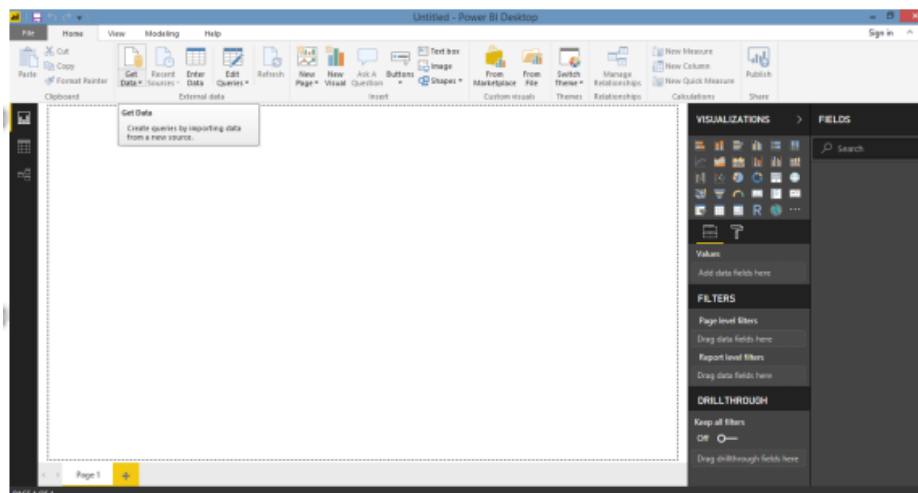 Untitled - Power BI Desktop
File Home View Modeling Help Sign in
Paste
Cut
Copy
Format Painter
Clipboard
Get Data
Recent Sources
Enter Data
Edit Queries
Refresh
External data
New Page
New Visual
Ask A Question
Buttons
Text box
Image
Shapes
Insert
From Marketplace
From File
Custom visuals
Switch Theme
Themes
Manage Relationships
Relationships
New Measure
New Column
New Quick Measure
Calculations
Publish
Share
Get Data
Create queries by importing data
from a new source.
VISUALIZATIONS
FIELDS
Search
R
Values
Add data fields here
FILTERS
Page level filters
Drag data fields here
Report level filters
Drag data fields here
DRILLTHROUGH
Keep all filters
Off
Drag drillthrough fields here
Page 1
PAGE 1 OF 1